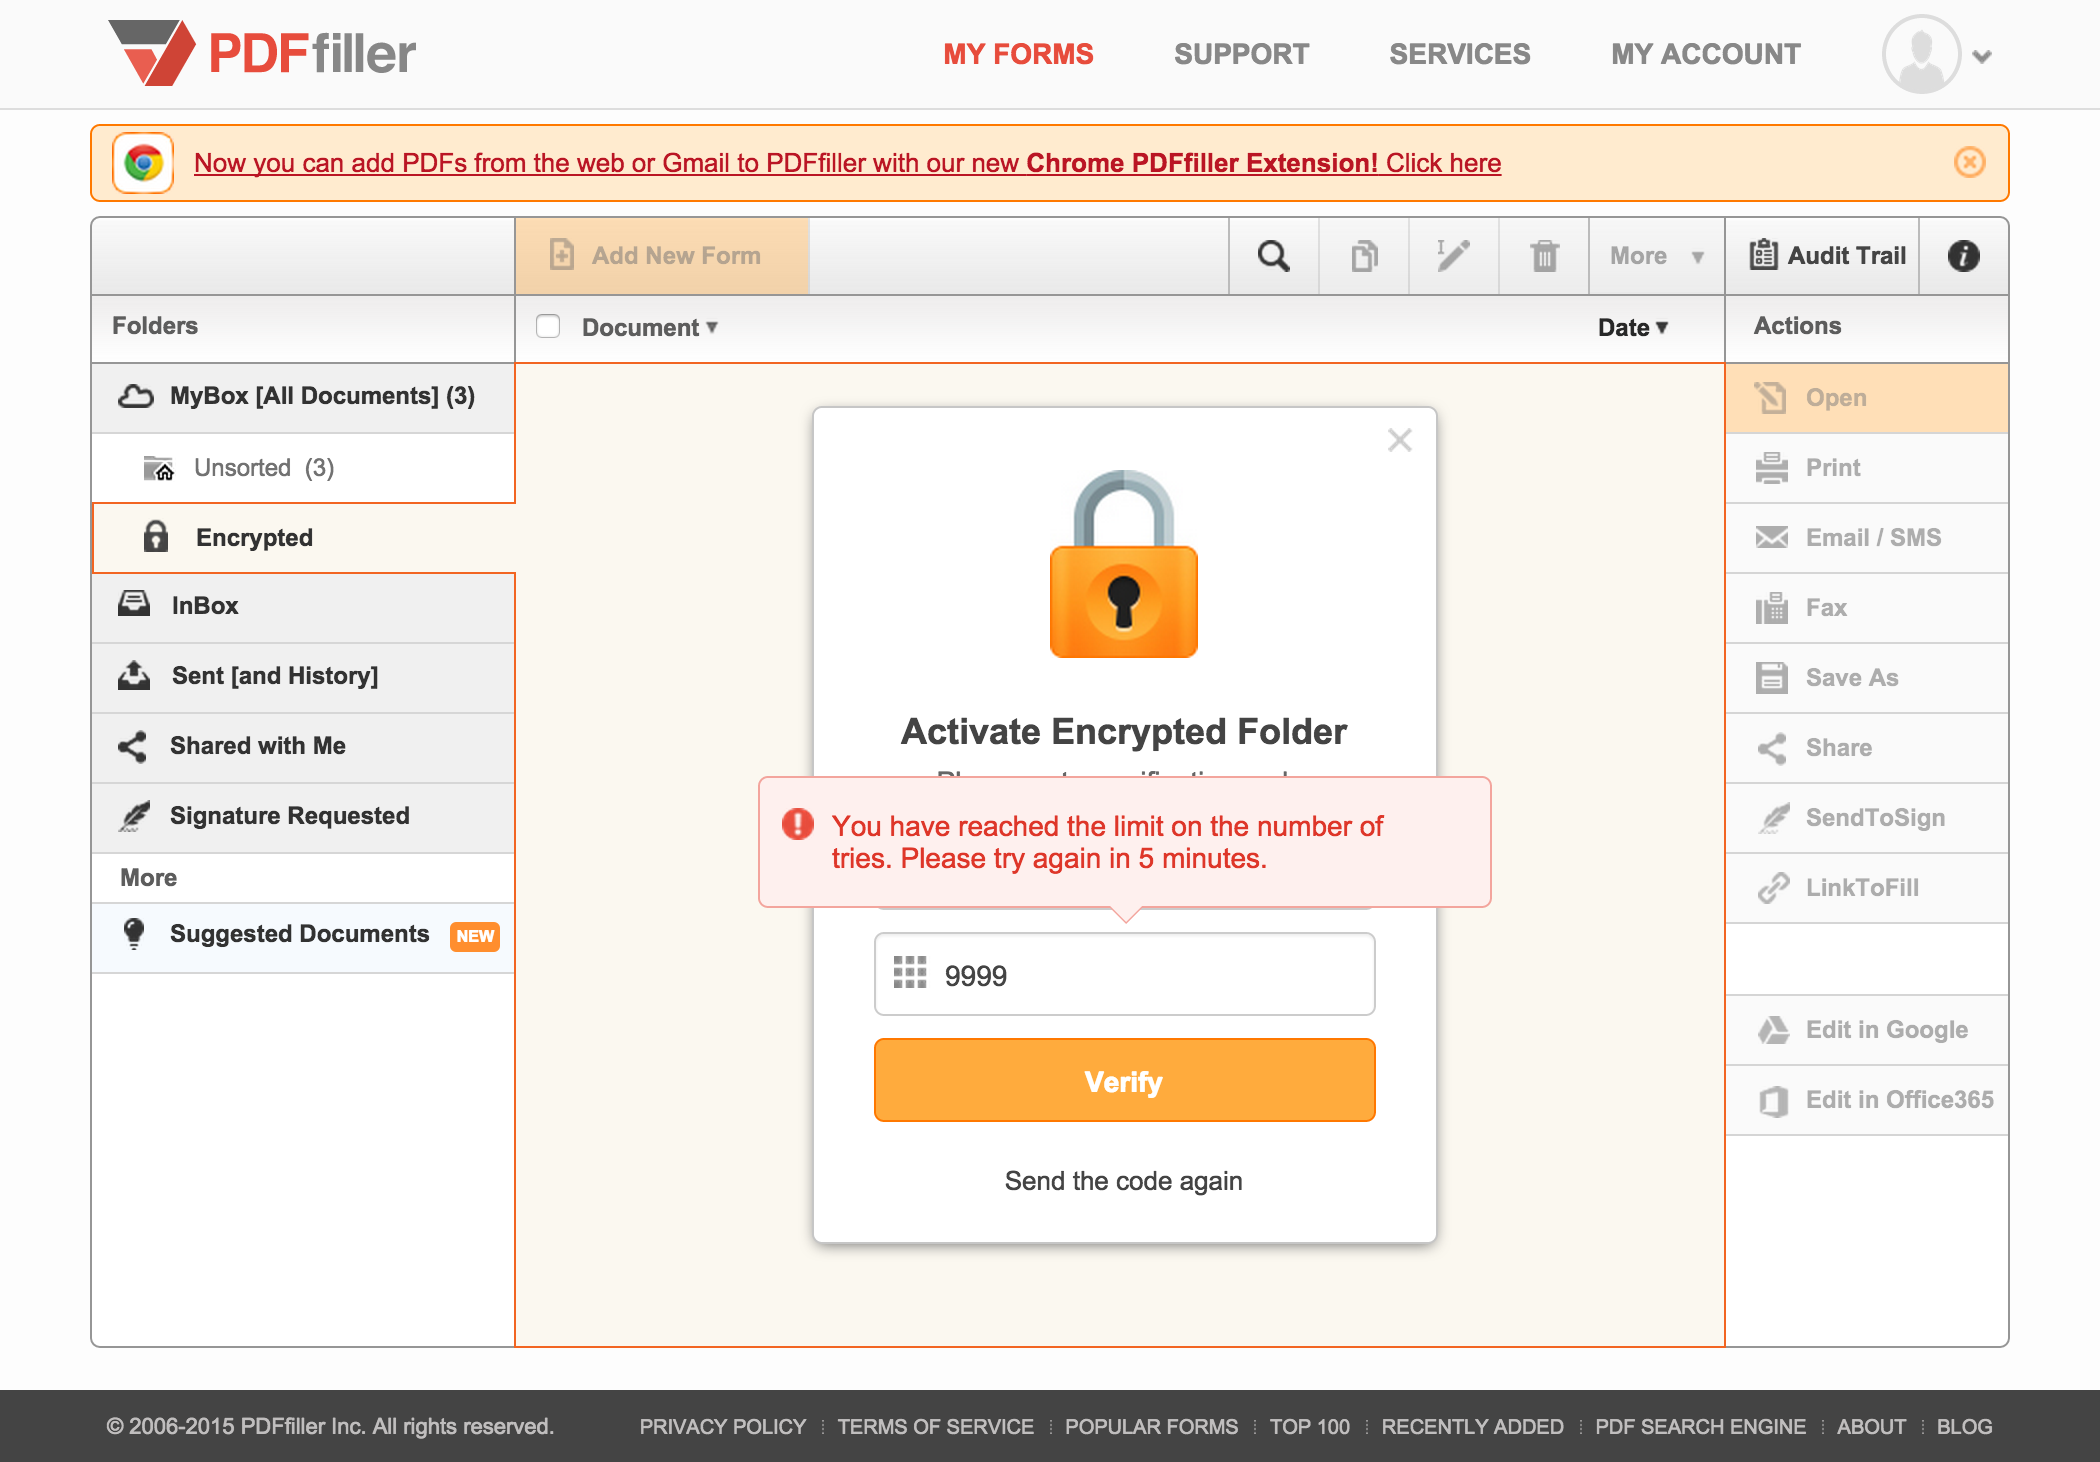 PDFfiller
MY FORMS
SUPPORT
SERVICES
MY ACCOUNT
Now you can add PDFs from the web or Gmail to PDFfiller with our new Chrome PDFfiller Extension! Click here
Add New Form
More ▼
Audit Trail
Folders
Document ▼
Date ▼
Actions
MyBox [All Documents] (3)
Unsorted (3)
Encrypted
InBox
Sent [and History]
Shared with Me
Signature Requested
More
Suggested Documents NEW
Activate Encrypted Folder
You have reached the limit on the number of
tries. Please try again in 5 minutes.
9999
Verify
Send the code again
Open
Print
Email / SMS
Fax
Save As
Share
SendToSign
LinkToFill
Edit in Google
Edit in Office365
© 2006-2015 PDFfiller Inc. All rights reserved.
PRIVACY POLICY
TERMS OF SERVICE
POPULAR FORMS
TOP 100
RECENTLY ADDED
PDF SEARCH ENGINE
ABOUT
BLOG